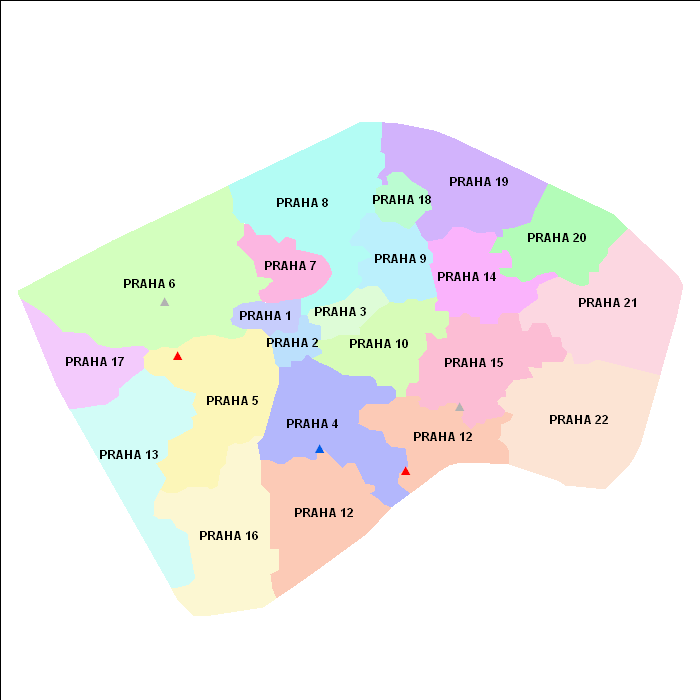 PRAHA 19
PRAHA 18
PRAHA 8
PRAHA 20
PRAHA 9
PRAHA 7
PRAHA 14
PRAHA 6
PRAHA 21
PRAHA 3
PRAHA 1
PRAHA 2
PRAHA 10
PRAHA 17
PRAHA 15
PRAHA 5
PRAHA 22
PRAHA 4
PRAHA 12
PRAHA 13
PRAHA 12
PRAHA 16